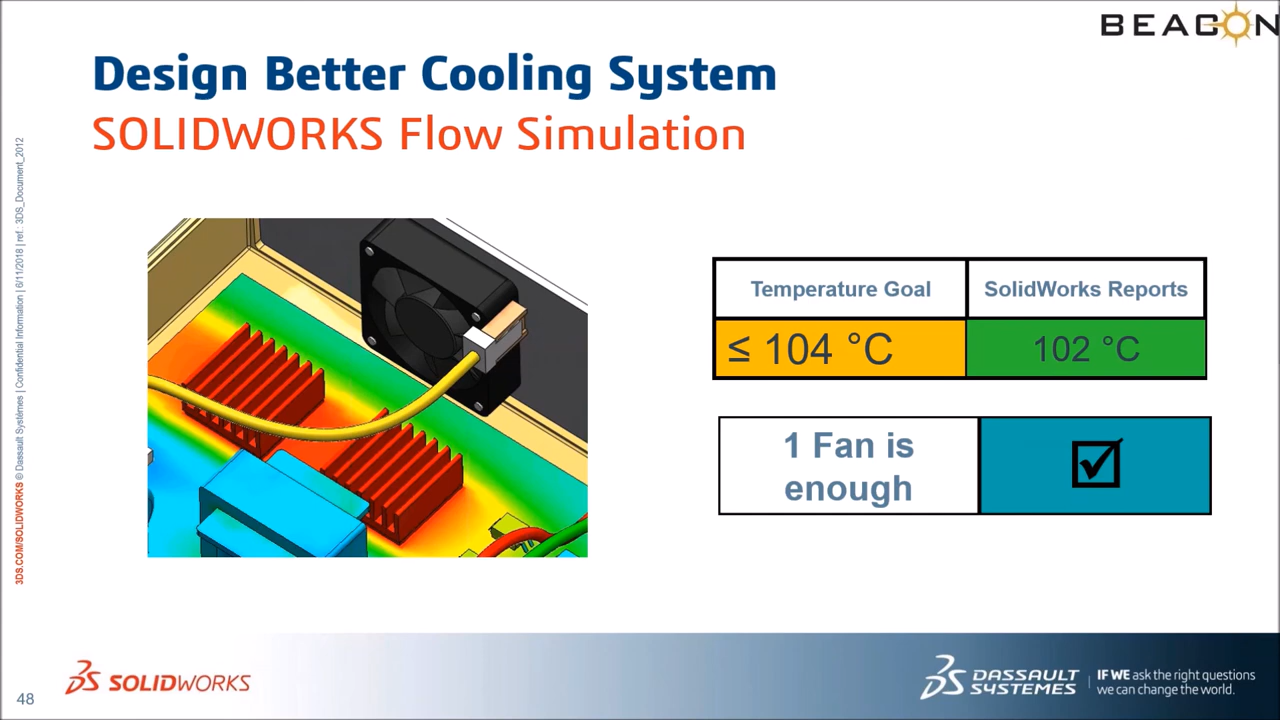 BEACON
Design Better Cooling System
SOLIDWORKS Flow Simulation
3DS.COM/SOLIDWORKS © Dassault Systèmes | Confidential Information | 6/11/2018 | ref.: 3DS_Document_2012
Temperature Goal
SolidWorks Reports
≤ 104 °C
102 °C
1 Fan is
enough
48
SOLIDWORKS
DASSAULT
SYSTEMES
IF WE ask the right questions
we can change the world.